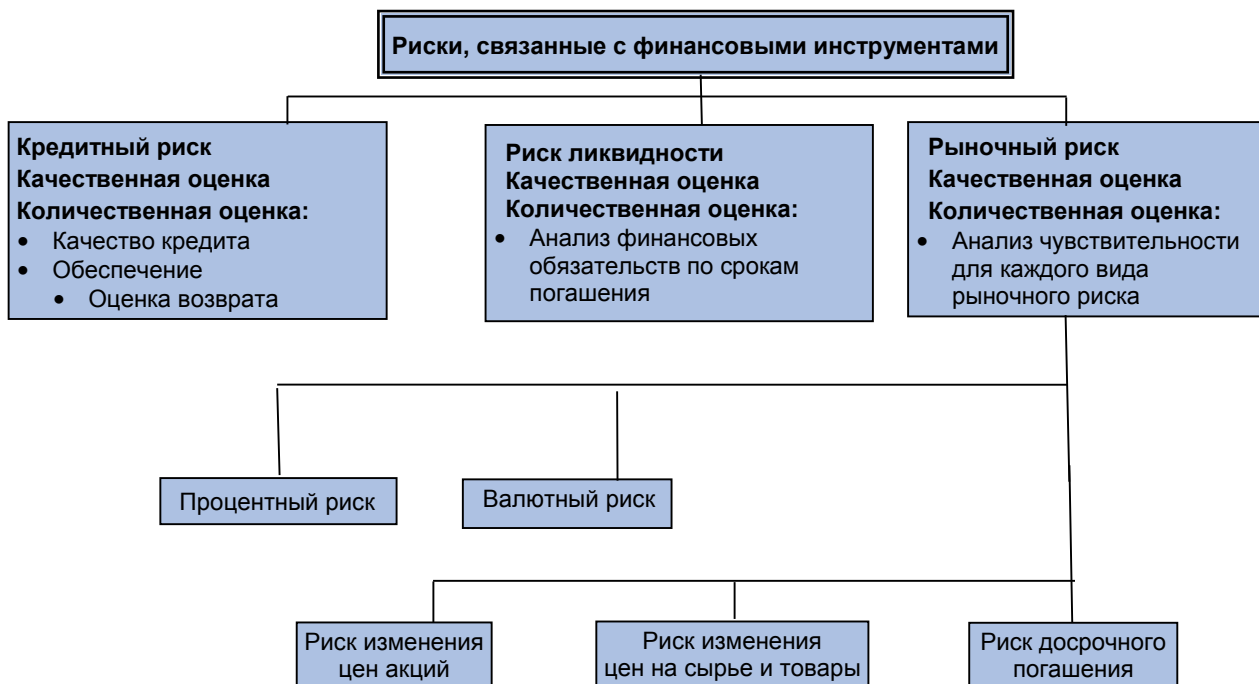 Риски, связанные с финансовыми инструментами
Кредитный риск
Качественная оценка
Количественная оценка:
• Качество кредита
• Обеспечение
• Оценка возврата
Риск ликвидности
Качественная оценка
Количественная оценка:
• Анализ финансовых
обязательств по срокам
погашения
Рыночный риск
Качественная оценка
Количественная оценка:
• Анализ чувствительности
для каждого вида
рыночного риска
Процентный риск
Валютный риск
Риск изменения
цен акций
Риск изменения
цен на сырье и товары
Риск досрочного
погашения